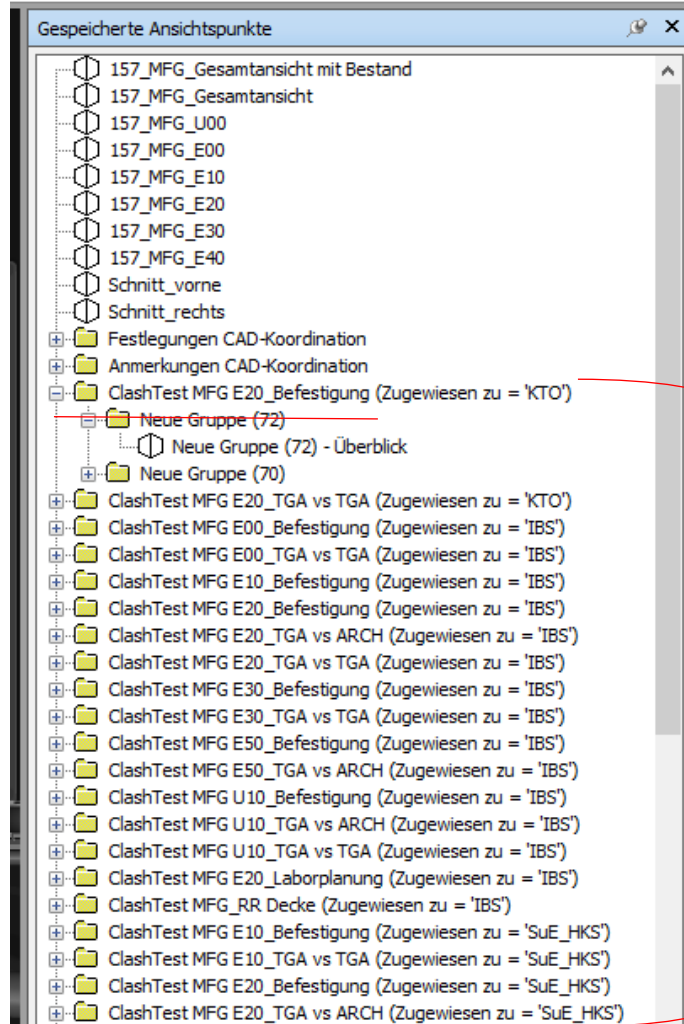 Gespeicherte Ansichtspunkte
157_MFG_Gesamtansicht mit Bestand
157_MFG_Gesamtansicht
157_MFG_U00
157_MFG_E00
157_MFG_E10
157_MFG_E20
157_MFG_E30
157_MFG_E40
Schnitt_vorne
Schnitt_rechts
Festlegungen CAD-Koordination
Anmerkungen CAD-Koordination
ClashTest MFG E20_Befestigung (Zugewiesen zu = 'KTO')
Neue Gruppe (72)
Neue Gruppe (72) - Überblick
Neue Gruppe (70)
ClashTest MFG E20_TGA vs TGA (Zugewiesen zu = 'KTO')
ClashTest MFG E00_Befestigung (Zugewiesen zu = 'IBS')
ClashTest MFG E00_TGA vs TGA (Zugewiesen zu = 'IBS')
ClashTest MFG E10_Befestigung (Zugewiesen zu = 'IBS')
ClashTest MFG E20_Befestigung (Zugewiesen zu = 'IBS')
ClashTest MFG E20_TGA vs ARCH (Zugewiesen zu = 'IBS')
ClashTest MFG E20_TGA vs TGA (Zugewiesen zu = 'IBS')
ClashTest MFG E30_Befestigung (Zugewiesen zu = 'IBS')
ClashTest MFG E30_TGA vs TGA (Zugewiesen zu = 'IBS')
ClashTest MFG E50_Befestigung (Zugewiesen zu = 'IBS')
ClashTest MFG E50_TGA vs ARCH (Zugewiesen zu = 'IBS')
ClashTest MFG U10_Befestigung (Zugewiesen zu = 'IBS')
ClashTest MFG U10_TGA vs ARCH (Zugewiesen zu = 'IBS')
ClashTest MFG U10_TGA vs TGA (Zugewiesen zu = 'IBS')
ClashTest MFG E20_Laborplanung (Zugewiesen zu = 'IBS')
ClashTest MFG_RR Decke (Zugewiesen zu = 'IBS')
ClashTest MFG E10_Befestigung (Zugewiesen zu = 'SuE_HKS')
ClashTest MFG E10_TGA vs TGA (Zugewiesen zu = 'SuE_HKS')
ClashTest MFG E20_Befestigung (Zugewiesen zu = 'SuE_HKS')
ClashTest MFG E20_TGA vs ARCH (Zugewiesen zu = 'SuE_HKS')